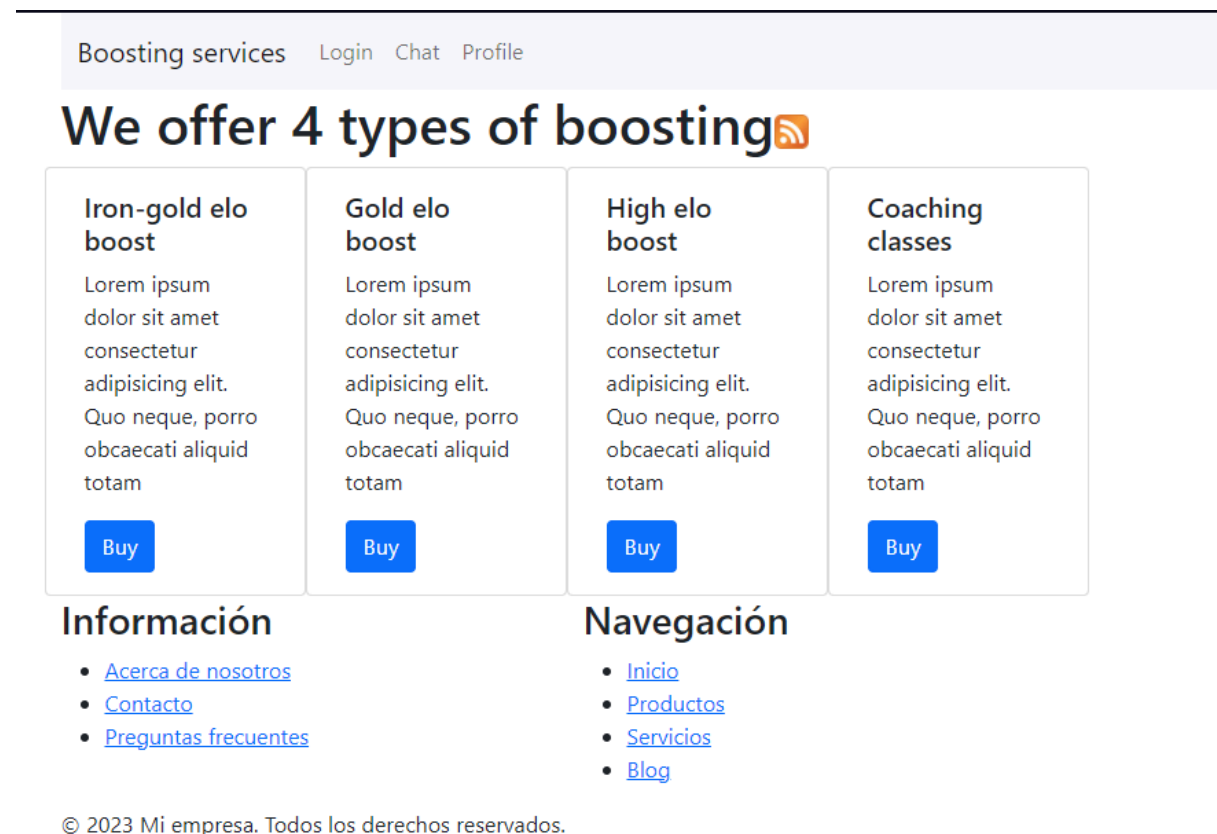 Boosting services Login Chat Profile
We offer 4 types of boosting
Iron-gold elo
boost
Lorem ipsum
dolor sit amet
consectetur
adipisicing elit.
Quo neque, porro
obcaecati aliquid
totam
Buy
Gold elo
boost
Lorem ipsum
dolor sit amet
consectetur
adipisicing elit.
Quo neque, porro
obcaecati aliquid
totam
Buy
High elo
boost
Lorem ipsum
dolor sit amet
consectetur
adipisicing elit.
Quo neque, porro
obcaecati aliquid
totam
Buy
Coaching
classes
Lorem ipsum
dolor sit amet
consectetur
adipisicing elit.
Quo neque, porro
obcaecati aliquid
totam
Buy
Información
Acerca de nosotros
Contacto
Preguntas frecuentes
Navegación
Inicio
Productos
Servicios
Blog
© 2023 Mi empresa. Todos los derechos reservados.